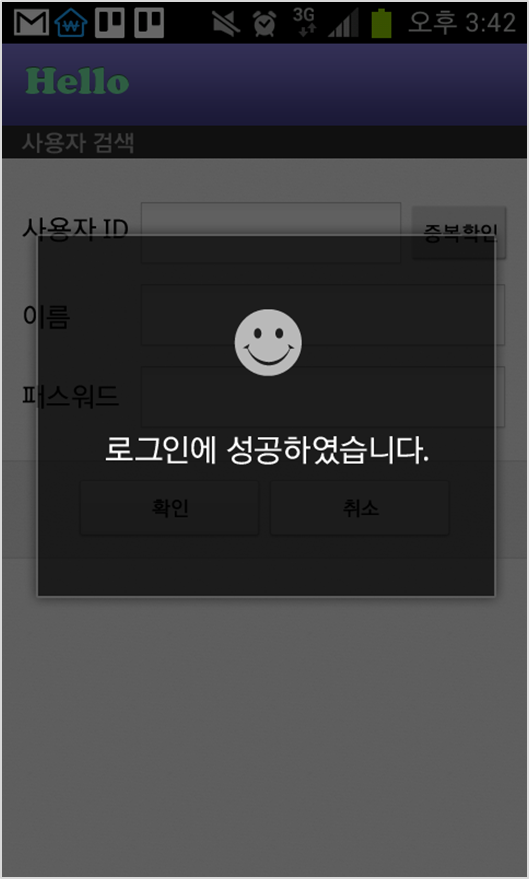 3G 오후 3:42
Hello
사용자 검색
사용자 ID 중복확인
이름
패스워드
로그인에 성공하였습니다.
확인 취소